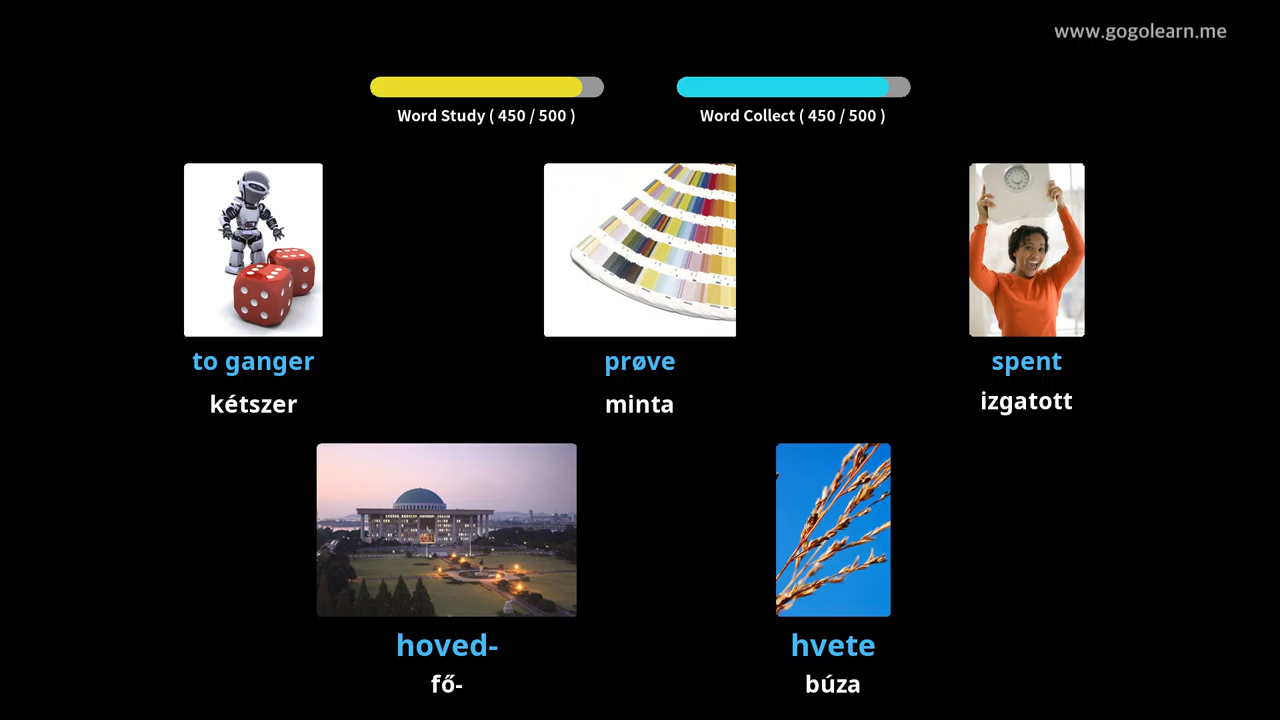 www.gogolearn.me
Word Study ( 450 / 500 )
Word Collect ( 450 / 500 )
to ganger
kétszer
prøve
minta
spent
izgatott
hoved-
fő-
hvete
búza